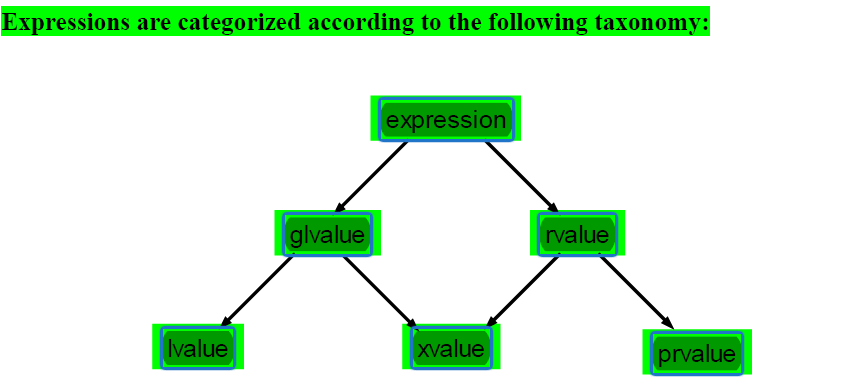 Expressions are categorized according to the following taxonomy:
expression
glvalue
rvalue
lvalue
xvalue
prvalue